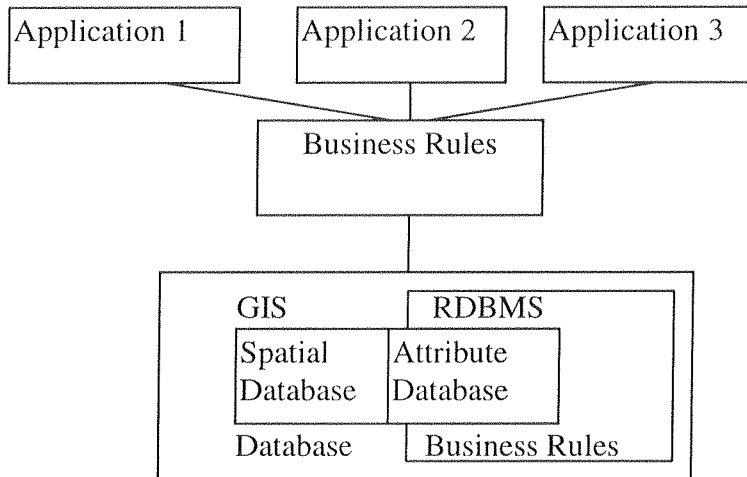 Application 1
Application 2
Application 3
Business Rules
GIS
RDBMS
Spatial
Database
Attribute
Database
Database
Business Rules